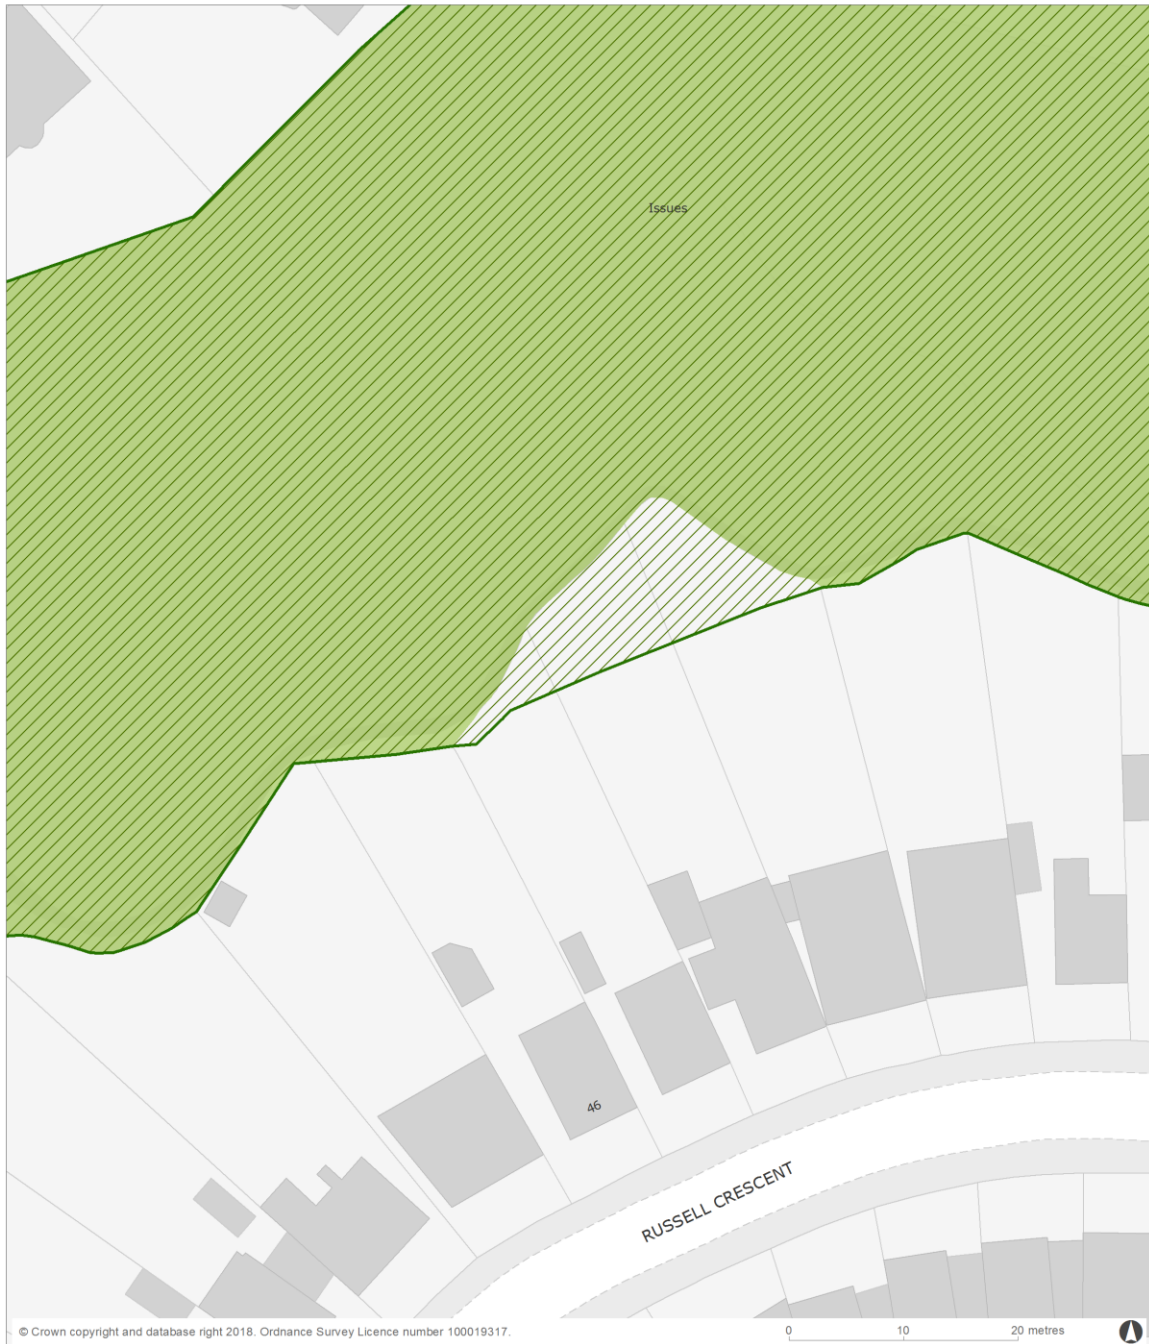 Issues
46
RUSSELL CRESCENT
© Crown copyright and database right 2018. Ordnance Survey Licence number 100019317.
0 10 20 metres